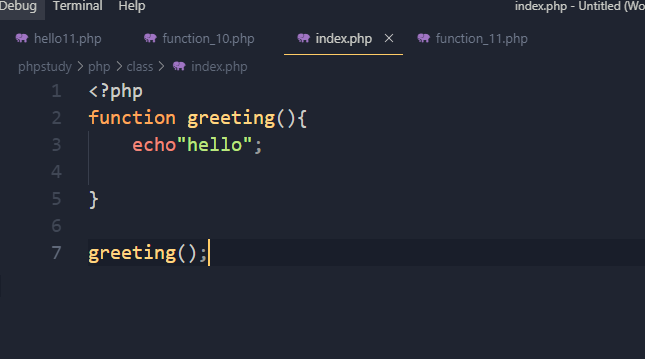 Debug Terminal Help index.php - Untitled (Wo
hello11.php function_10.php index.php × function_11.php
phpstudy > php > class > index.php
1 <?php
2 function greeting(){
3     echo"hello";
4
5 }
6
7 greeting();